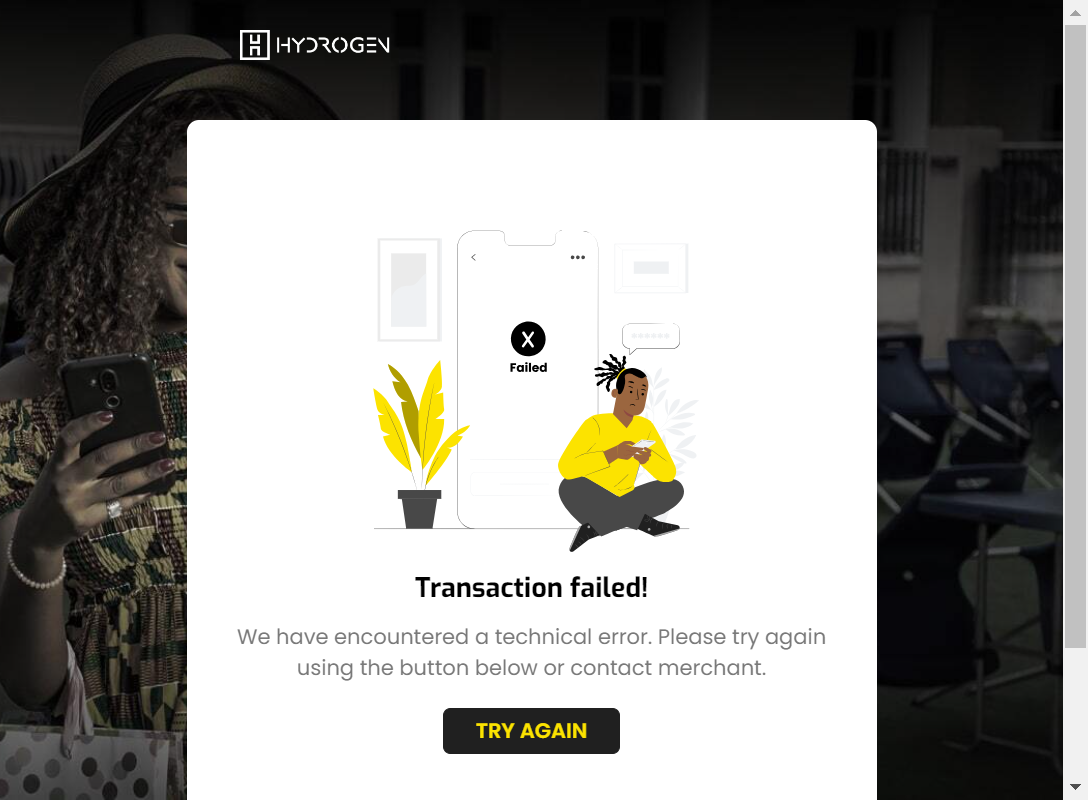 HYDROGEN
X
Failed
Transaction failed!
We have encountered a technical error. Please try again
using the button below or contact merchant.
TRY AGAIN